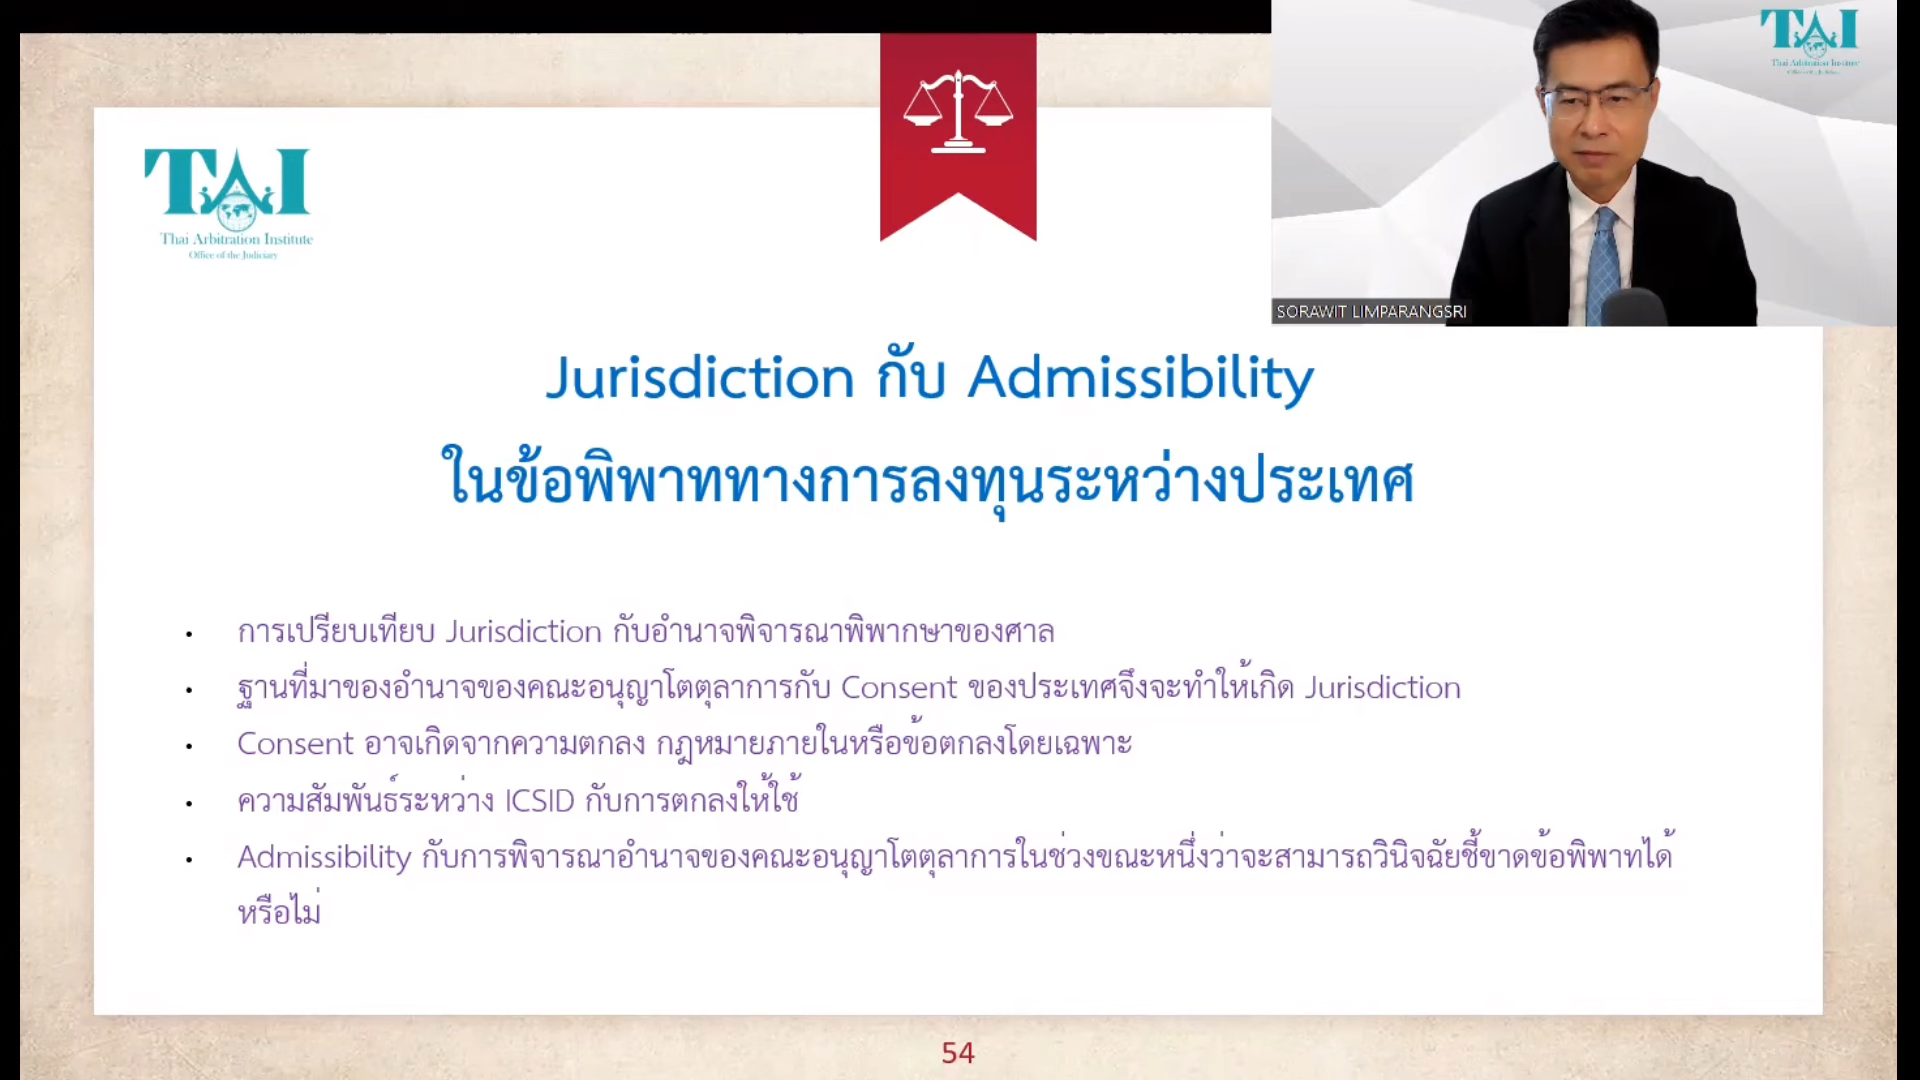 TAI
Thai Arbitration Institute
Office of the Judiciary
TAI
Thai Arbitration Institute
SORAWIT LIMPARANGSRI
Jurisdiction กับ Admissibility
ในข้อพิพาททางการลงทุนระหว่างประเทศ
• การเปรียบเทียบ Jurisdiction กับอำนาจพิจารณาพิพากษาของศาล
• ฐานที่มาของอำนาจของคณะอนุญาโตตุลาการกับ Consent ของประเทศจึงจะทำให้เกิด Jurisdiction
• Consent อาจเกิดจากความตกลง กฎหมายภายในหรือข้อตกลงโดยเฉพาะ
• ความสัมพันธ์ระหว่าง ICSID กับการตกลงให้ใช้
• Admissibility กับการพิจารณาอำนาจของคณะอนุญาโตตุลาการในช่วงขณะหนึ่งว่าจะสามารถวินิจฉัยชี้ขาดข้อพิพาทได้
หรือไม่
54